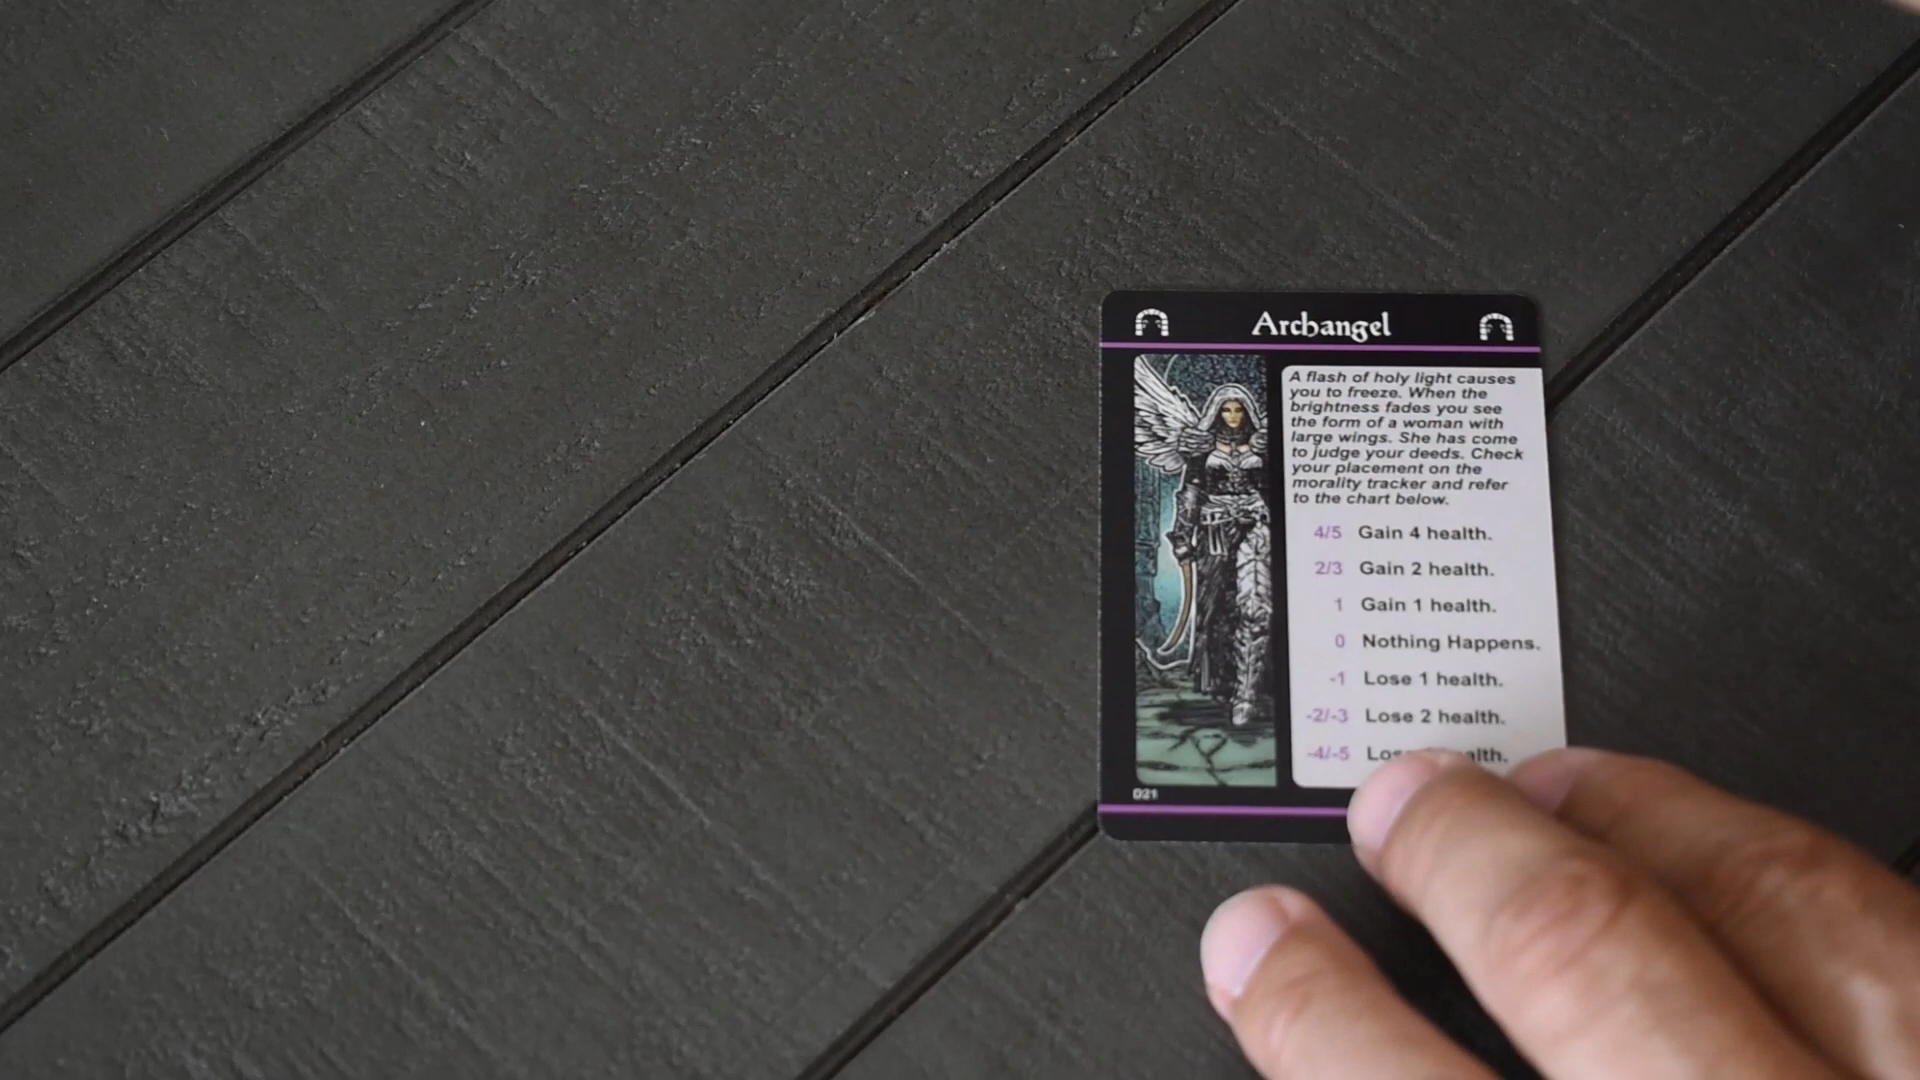 Archangel
A flash of holy light causes
you to freeze. When the
brightness fades you see
the form of a woman with
large wings. She has come
to judge your deeds. Check
your placement on the
morality tracker and refer
to the chart below.
4/5 Gain 4 health.
2/3 Gain 2 health.
1 Gain 1 health.
0 Nothing Happens.
-1 Lose 1 health.
-2/-3 Lose 2 health.
-4/-5
021